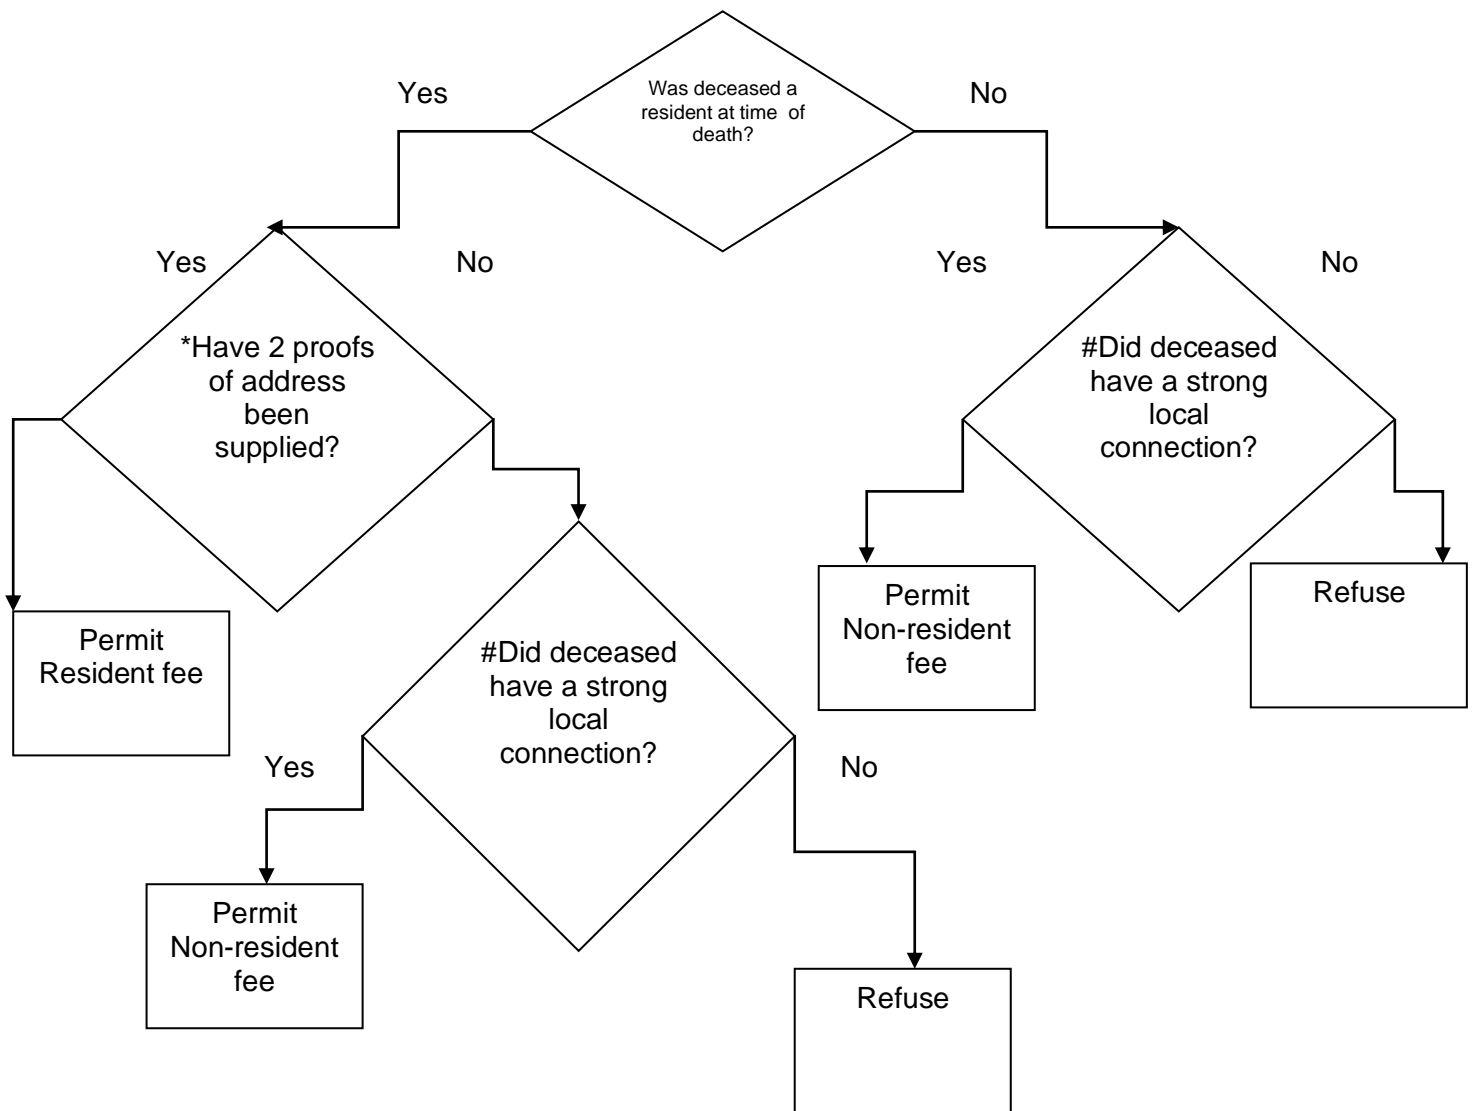 Was deceased a
resident at time of
death?
Yes
No
Yes
No
Yes
No
*Have 2 proofs
of address
been
supplied?
#Did deceased
have a strong
local
connection?
Permit
Resident fee
Permit
Non-resident
fee
Refuse
#Did deceased
have a strong
local
connection?
Yes
No
Permit
Non-resident
fee
Refuse